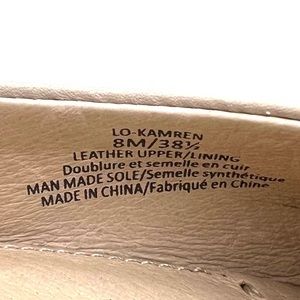 LO-KAMREN
8M/38½
LEATHER UPPER/LINING
Doublure et semelle en cuir
MAN MADE SOLE/Semelle synthétique
MADE IN CHINA/Fabriqué en Chine